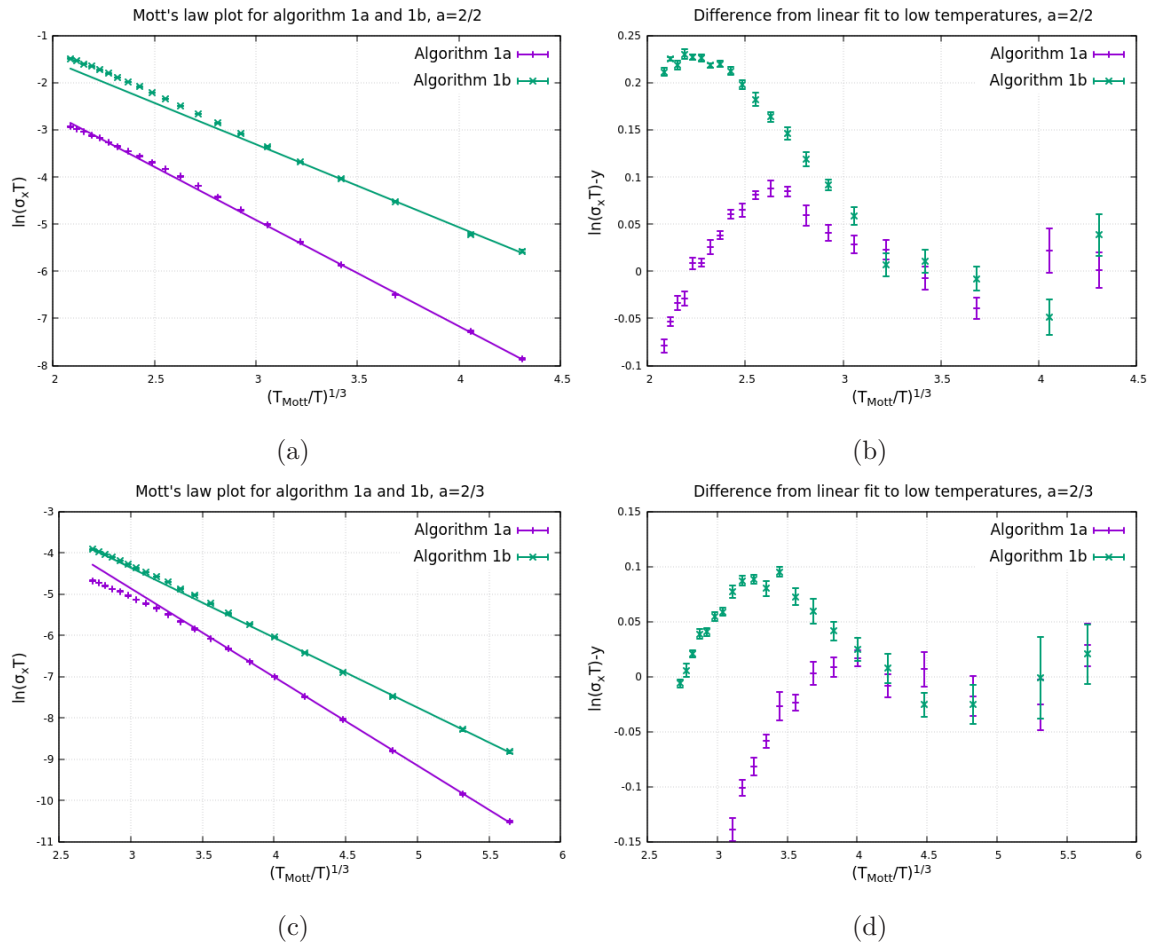 Mott's law plot for algorithm 1a and 1b, a=2/2
-1
-2
-3
-4
-5
-6
-7
-8
ln(σₓT)
Algorithm 1a
Algorithm 1b
2
2.5
3
3.5
4
4.5
(T_Mott/T)^1/3
(a)
Difference from linear fit to low temperatures, a=2/2
0.25
0.2
0.15
0.1
0.05
0
-0.05
-0.1
ln(σₓT)-y
Algorithm 1a
Algorithm 1b
2
2.5
3
3.5
4
4.5
(T_Mott/T)^1/3
(b)
Mott's law plot for algorithm 1a and 1b, a=2/3
-3
-4
-5
-6
-7
-8
-9
-10
-11
ln(σₓT)
Algorithm 1a
Algorithm 1b
2.5
3
3.5
4
4.5
5
5.5
6
(T_Mott/T)^1/3
(c)
Difference from linear fit to low temperatures, a=2/3
0.15
0.1
0.05
0
-0.05
-0.1
-0.15
ln(σₓT)-y
Algorithm 1a
Algorithm 1b
2.5
3
3.5
4
4.5
5
5.5
6
(T_Mott/T)^1/3
(d)